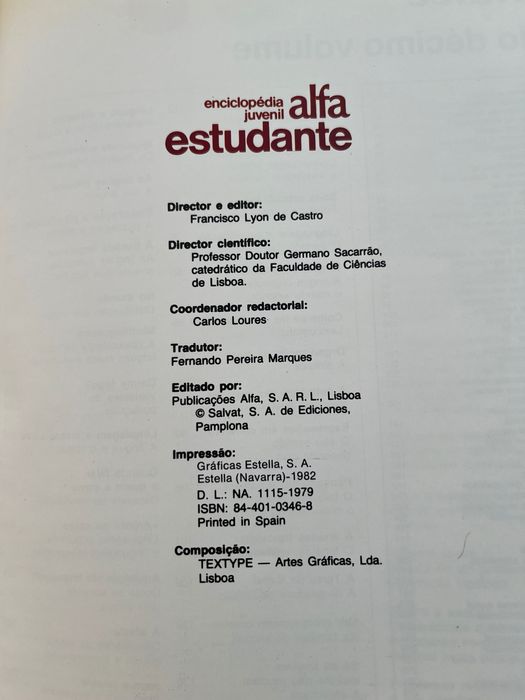 o décimo volume
enciclopédia juvenil alfa
estudante
Director e editor:
Francisco Lyon de Castro
Director científico:
Professor Doutor Germano Sacarrão,
catedrático da Faculdade de Ciências
de Lisboa.
Coordenador redactorial:
Carlos Loures
Tradutor:
Fernando Pereira Marques
Editado por:
Publicações Alfa, S. A. R. L., Lisboa
© Salvat, S. A. de Ediciones,
Pamplona
Impressão:
Gráficas Estella, S. A.
Estella (Navarra)-1982
D. L.: NA. 1115-1979
ISBN: 84-401-0346-8
Printed in Spain
Composição:
TEXTYPE — Artes Gráficas, Lda.
Lisboa